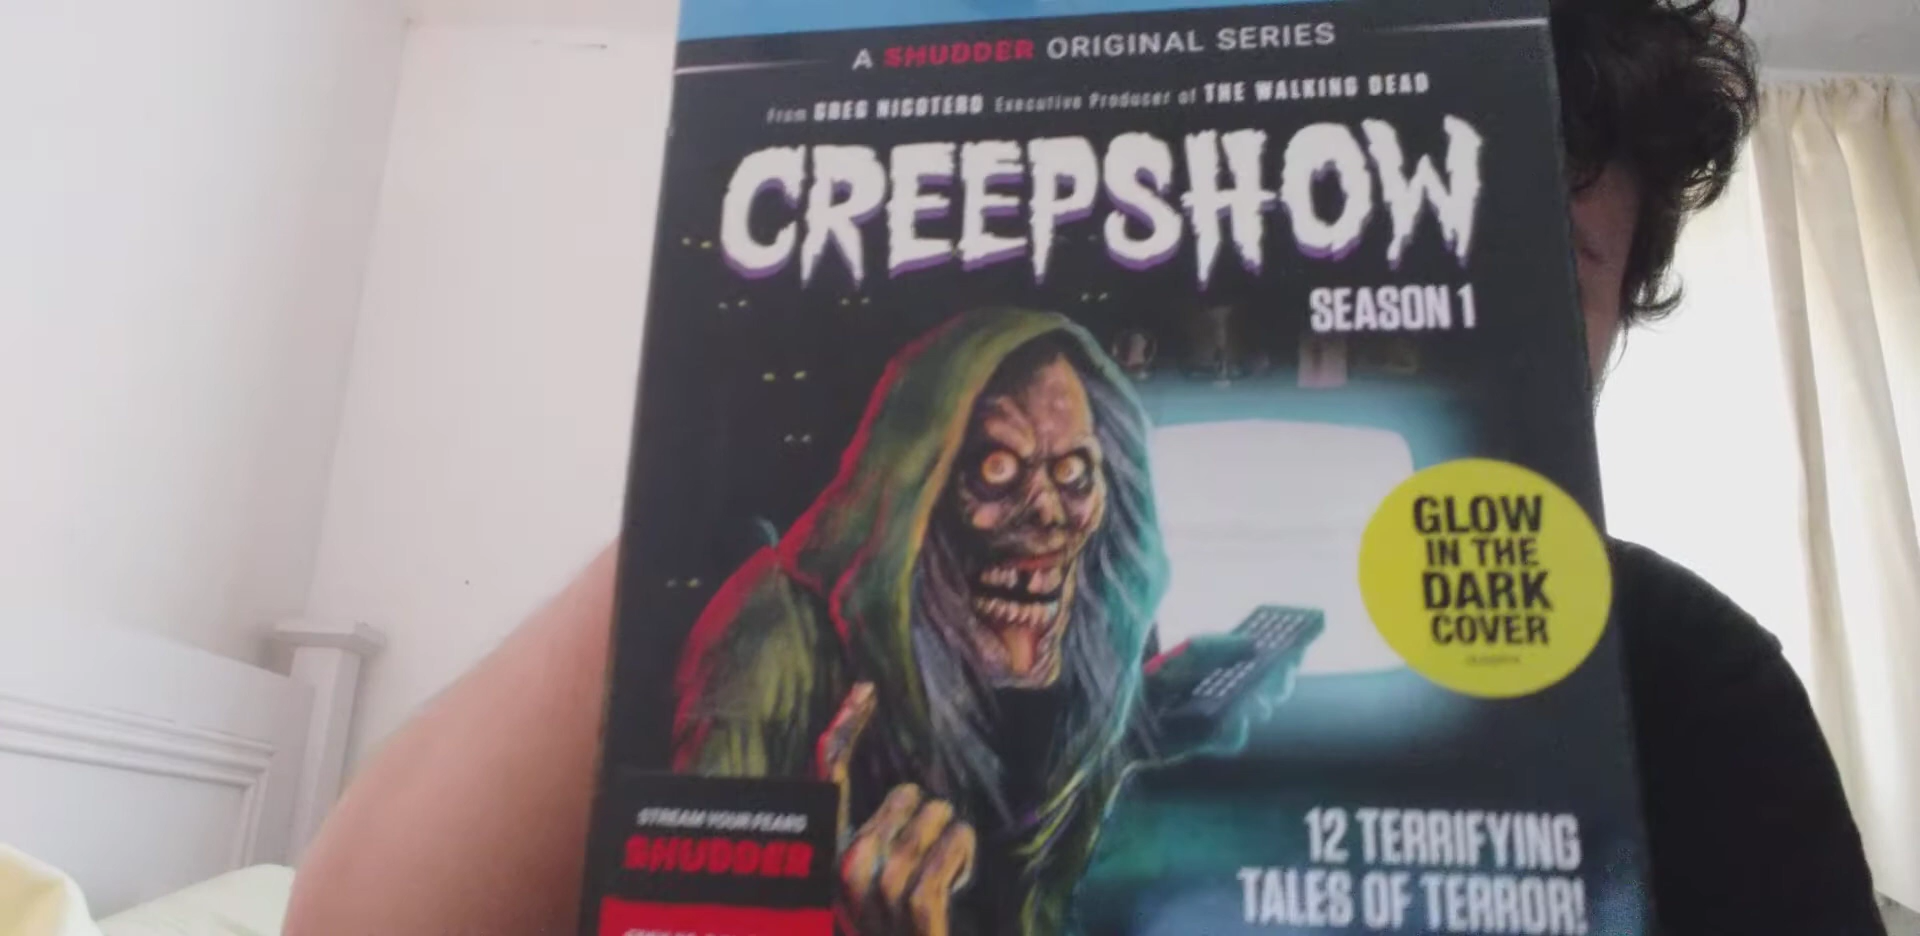 A SHUDDER ORIGINAL SERIES
From GREG NICOTERO Executive Producer of THE WALKING DEAD
CREEPSHOW
SEASON 1
GLOW
IN THE
DARK
COVER
STREAM YOUR FEARS
SHUDDER
12 TERRIFYING
TALES OF TERROR!